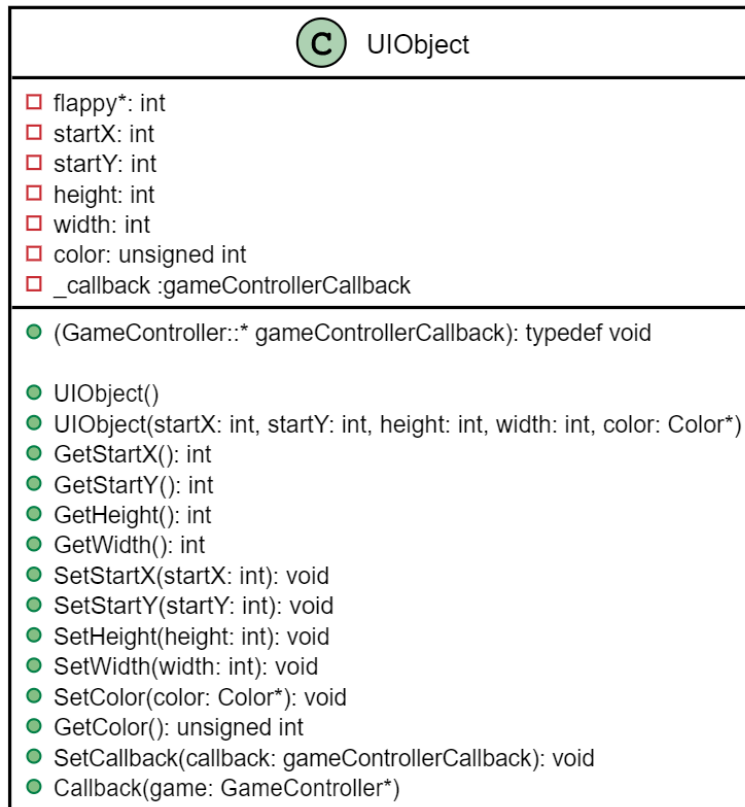 C UIObject
flappy*: int
startX: int
startY: int
height: int
width: int
color: unsigned int
_callback :gameControllerCallback
(GameController::* gameControllerCallback): typedef void
UIObject()
UIObject(startX: int, startY: int, height: int, width: int, color: Color*)
GetStartX(): int
GetStartY(): int
GetHeight(): int
GetWidth(): int
SetStartX(startX: int): void
SetStartY(startY: int): void
SetHeight(height: int): void
SetWidth(width: int): void
SetColor(color: Color*): void
GetColor(): unsigned int
SetCallback(callback: gameControllerCallback): void
Callback(game: GameController*)